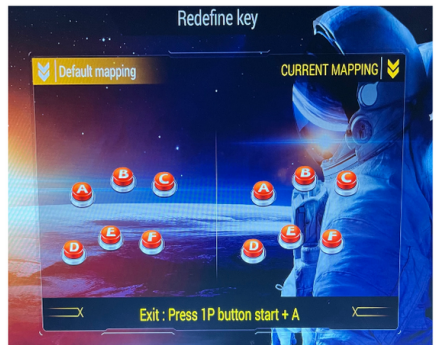 Redefine key
Default mapping
CURRENT MAPPING
A B C
D E F
A B C
D E F
Exit : Press 1P button start + A